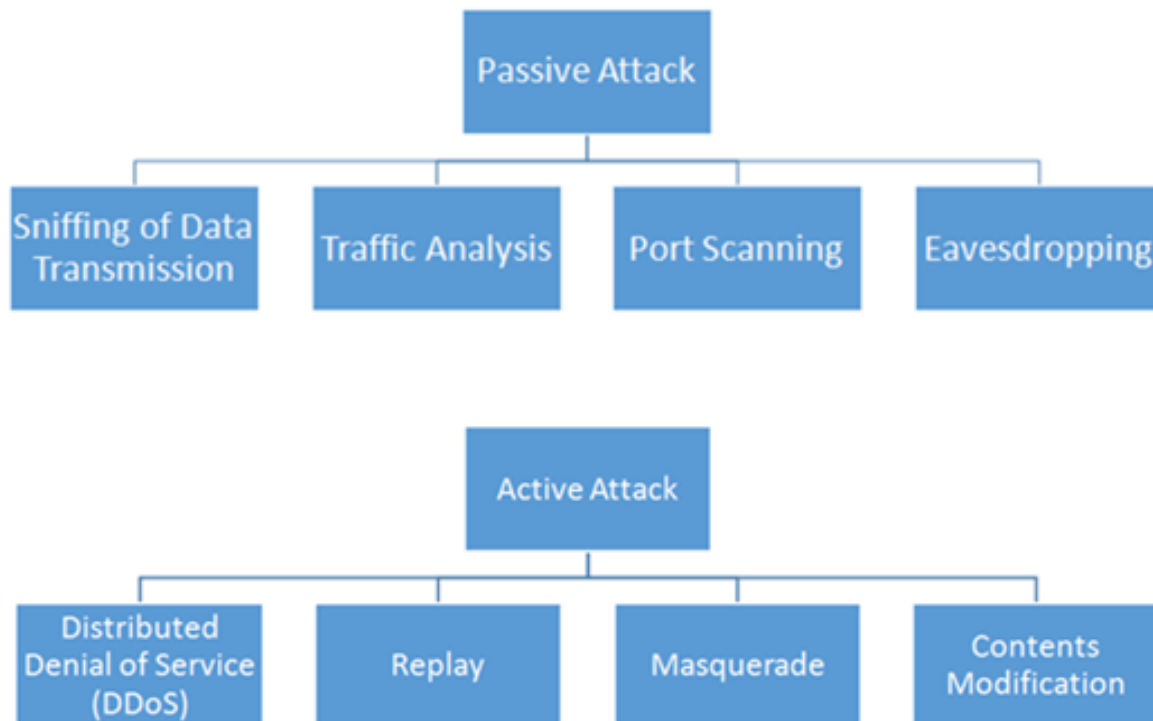 Passive Attack
Sniffing of Data
Transmission
Traffic Analysis
Port Scanning
Eavesdropping
Active Attack
Distributed
Denial of Service
(DDoS)
Replay
Masquerade
Contents
Modification